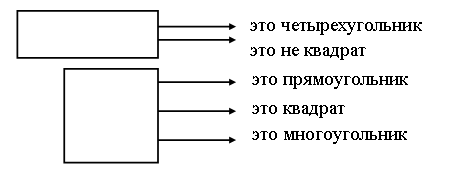 это четырехугольник
это не квадрат
это прямоугольник
это квадрат
это многоугольник